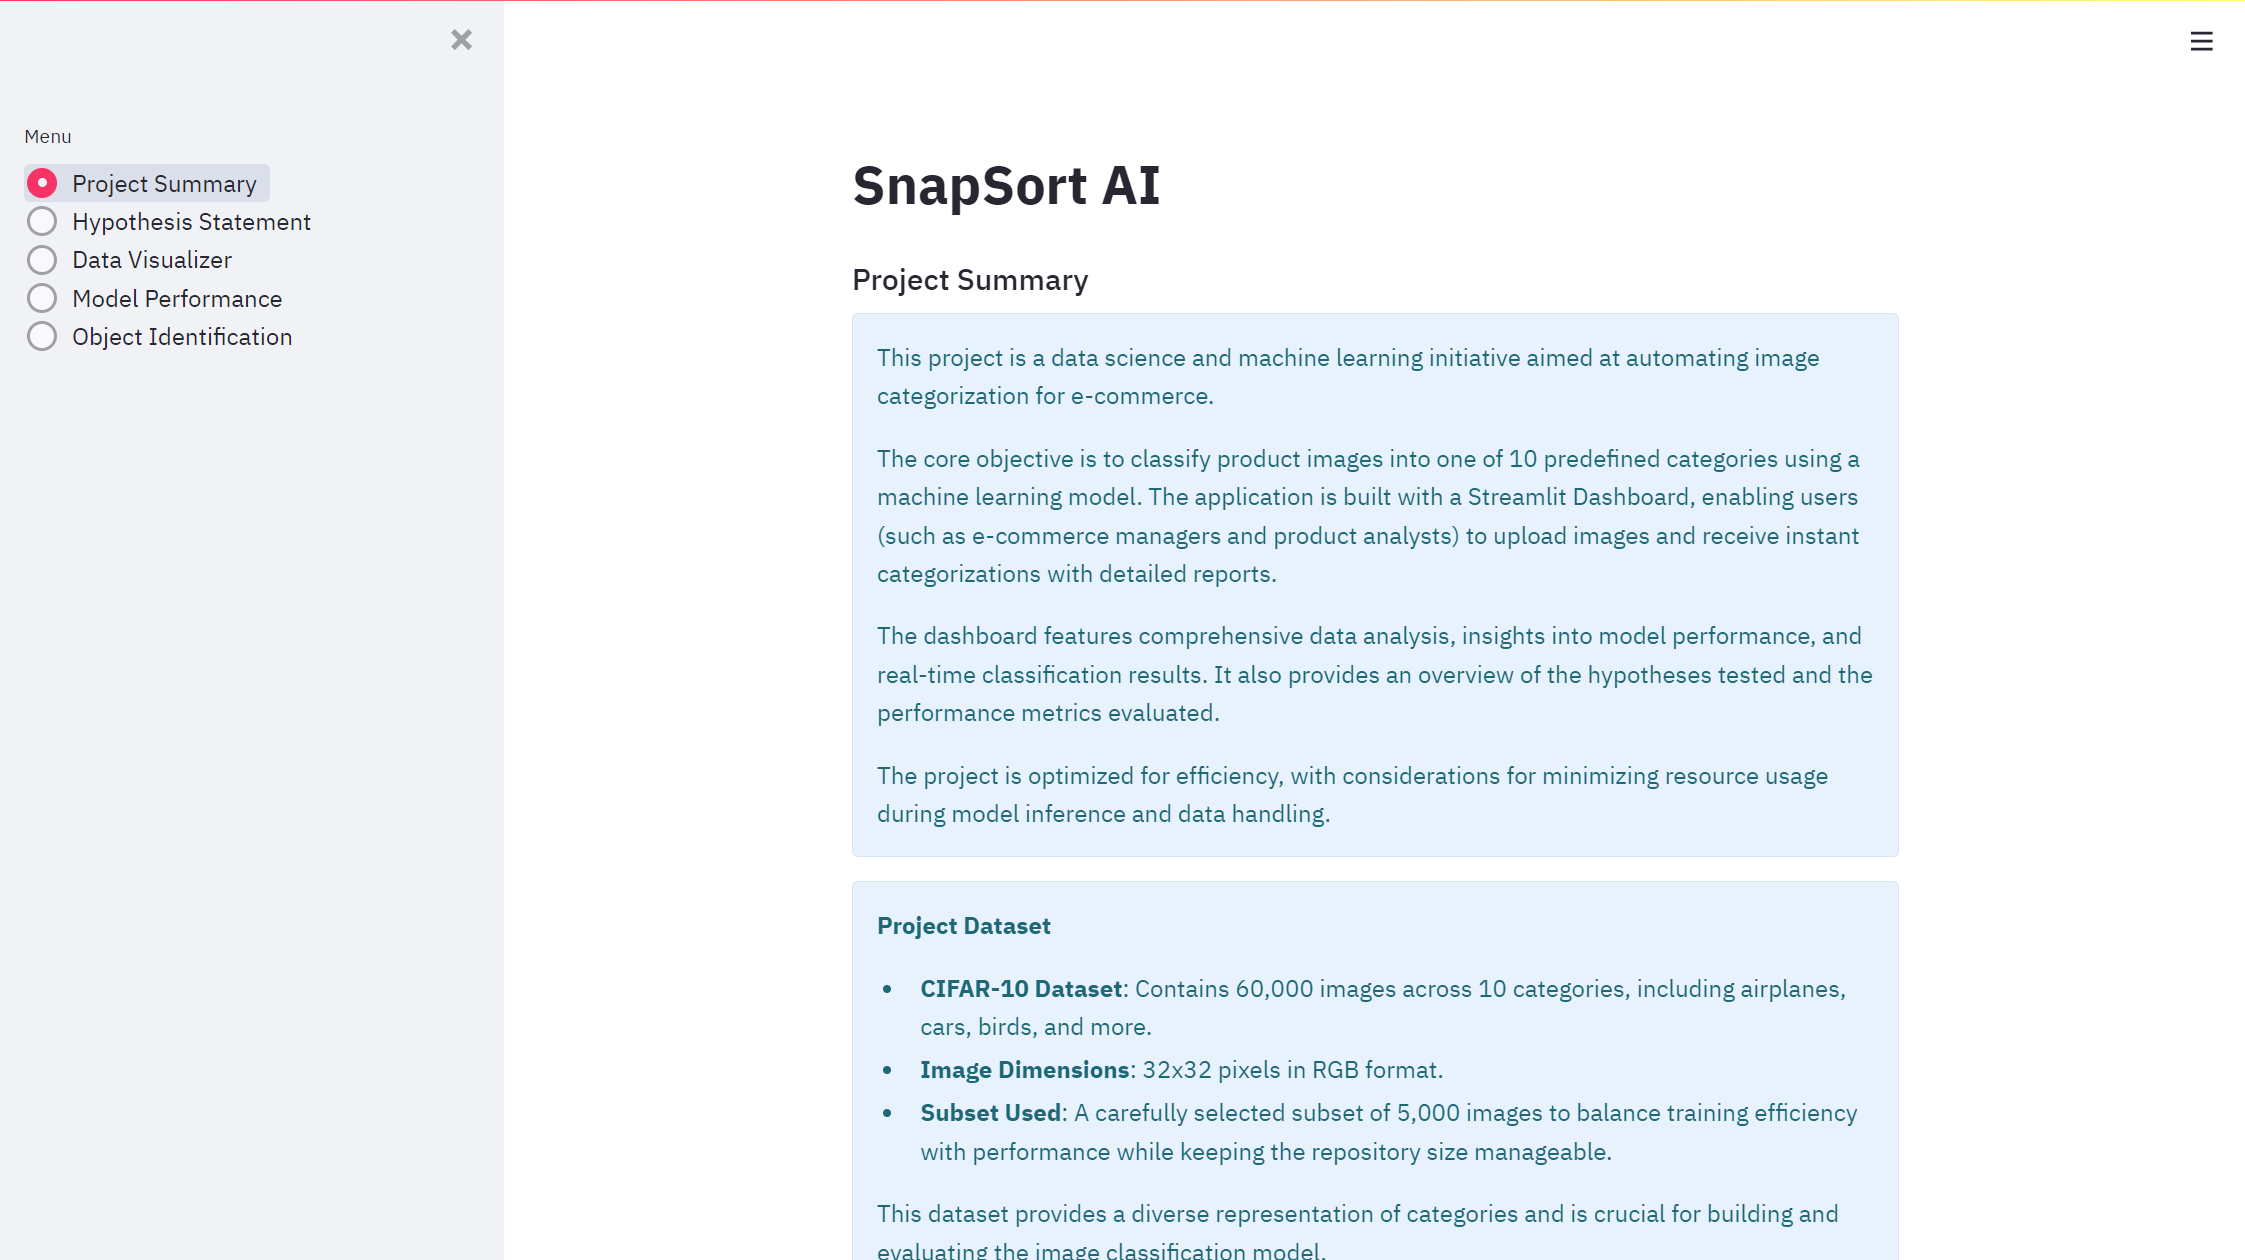 Menu
Project Summary
Hypothesis Statement
Data Visualizer
Model Performance
Object Identification
SnapSort AI
Project Summary
This project is a data science and machine learning initiative aimed at automating image
categorization for e-commerce.
The core objective is to classify product images into one of 10 predefined categories using a
machine learning model. The application is built with a Streamlit Dashboard, enabling users
(such as e-commerce managers and product analysts) to upload images and receive instant
categorizations with detailed reports.
The dashboard features comprehensive data analysis, insights into model performance, and
real-time classification results. It also provides an overview of the hypotheses tested and the
performance metrics evaluated.
The project is optimized for efficiency, with considerations for minimizing resource usage
during model inference and data handling.
Project Dataset
• CIFAR-10 Dataset: Contains 60,000 images across 10 categories, including airplanes,
cars, birds, and more.
• Image Dimensions: 32x32 pixels in RGB format.
• Subset Used: A carefully selected subset of 5,000 images to balance training efficiency
with performance while keeping the repository size manageable.
This dataset provides a diverse representation of categories and is crucial for building and
evaluating the image classification model.